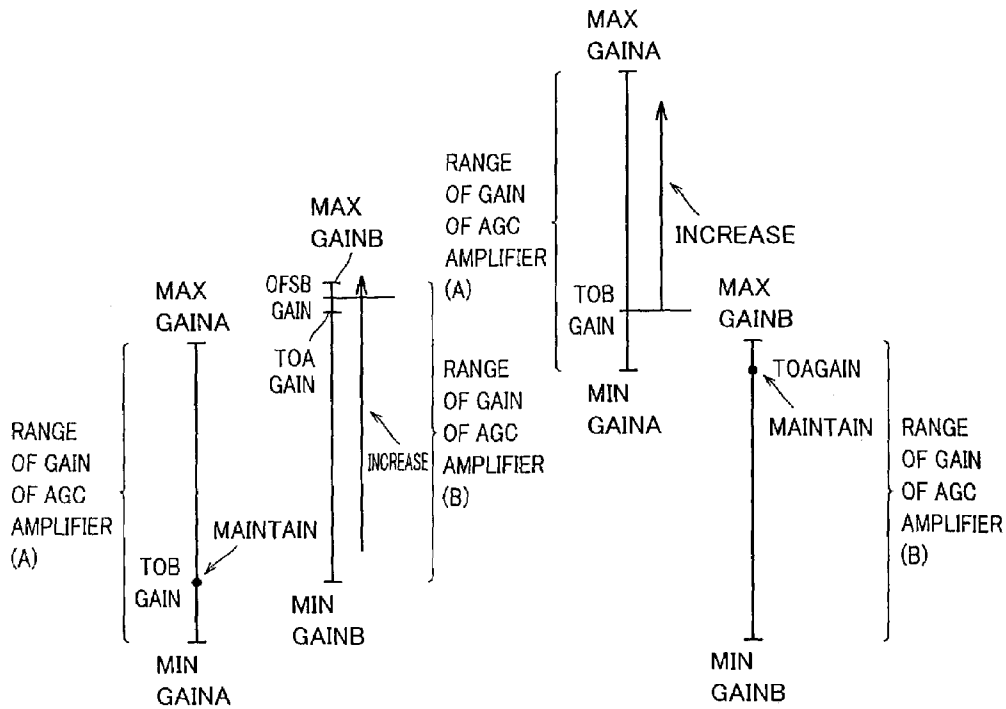 RANGE
OF GAIN
OF AGC
AMPLIFIER
(A)
MAX
GAINA
MAINTAIN
TOB
GAIN
MIN
GAINA
MAX
GAINB
OFSB
GAIN
TOA
GAIN
INCREASE
MIN
GAINB
RANGE
OF GAIN
OF AGC
AMPLIFIER
(B)
MAX
GAINA
RANGE
OF GAIN
OF AGC
AMPLIFIER
(A)
INCREASE
TOB
GAIN
MIN
GAINA
MAX
GAINB
TOAGAIN
MAINTAIN
MIN
GAINB
RANGE
OF GAIN
OF AGC
AMPLIFIER
(B)